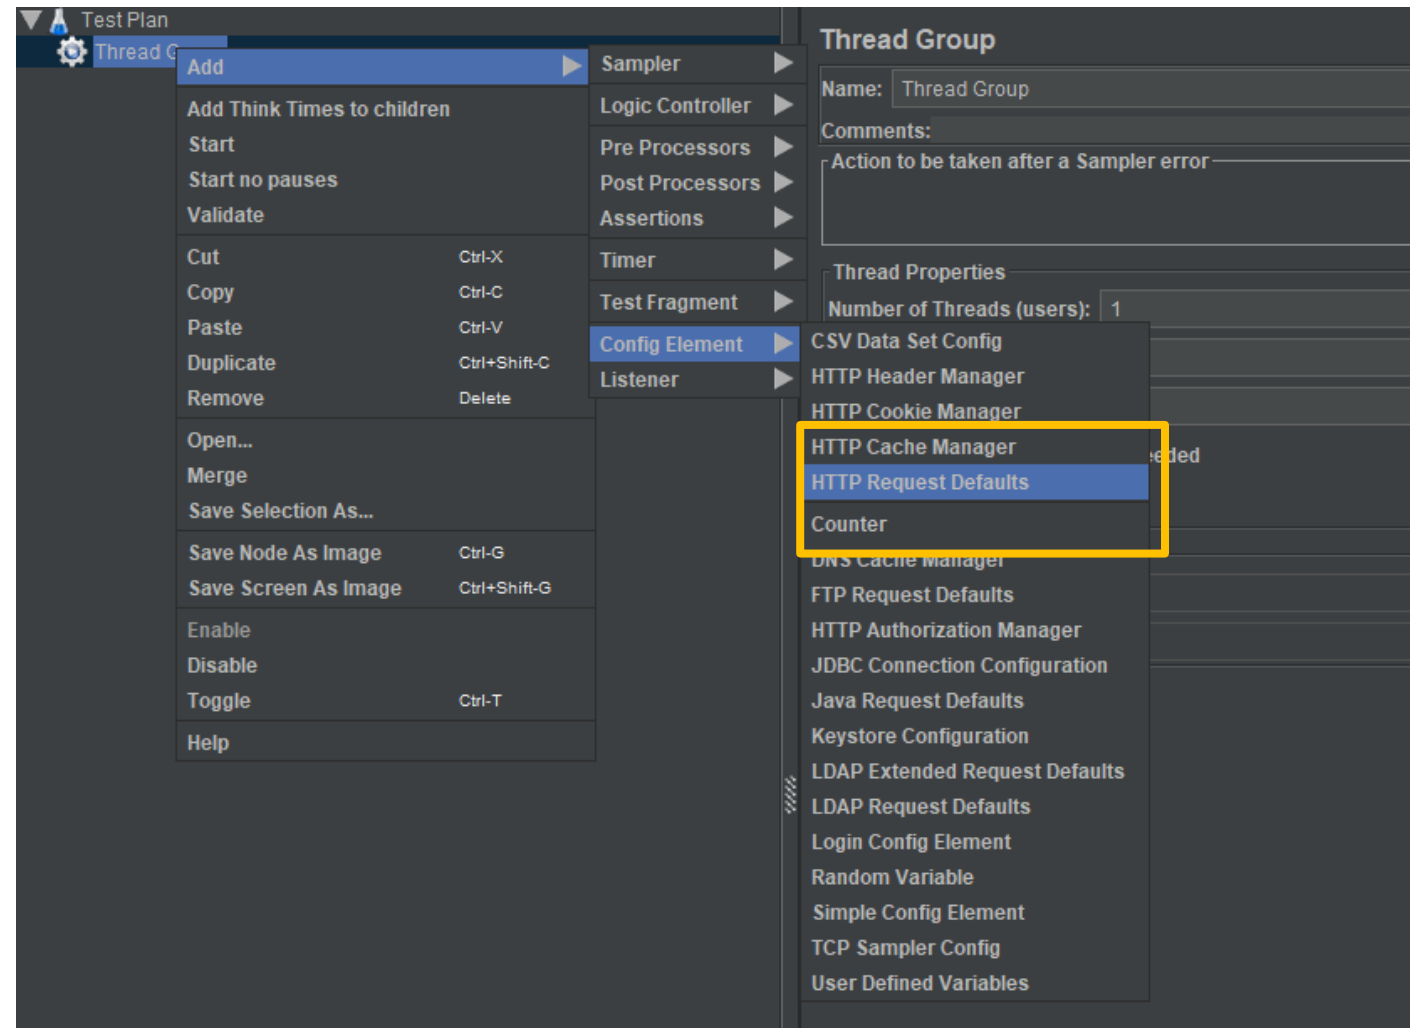 Test Plan
Thread G
Add
Add Think Times to children
Start
Start no pauses
Validate
Cut Ctrl-X
Copy Ctrl-C
Paste Ctrl-V
Duplicate Ctrl+Shift-C
Remove Delete
Open...
Merge
Save Selection As...
Save Node As Image Ctrl-G
Save Screen As Image Ctrl+Shift-G
Enable
Disable
Toggle Ctrl-T
Help
Sampler
Logic Controller
Pre Processors
Post Processors
Assertions
Timer
Test Fragment
Config Element
Listener
CSV Data Set Config
HTTP Header Manager
HTTP Cookie Manager
HTTP Cache Manager
HTTP Request Defaults
Counter
DNS Cache Manager
FTP Request Defaults
HTTP Authorization Manager
JDBC Connection Configuration
Java Request Defaults
Keystore Configuration
LDAP Extended Request Defaults
LDAP Request Defaults
Login Config Element
Random Variable
Simple Config Element
TCP Sampler Config
User Defined Variables
Thread Group
Name: Thread Group
Comments:
Action to be taken after a Sampler error
Thread Properties
Number of Threads (users): 1